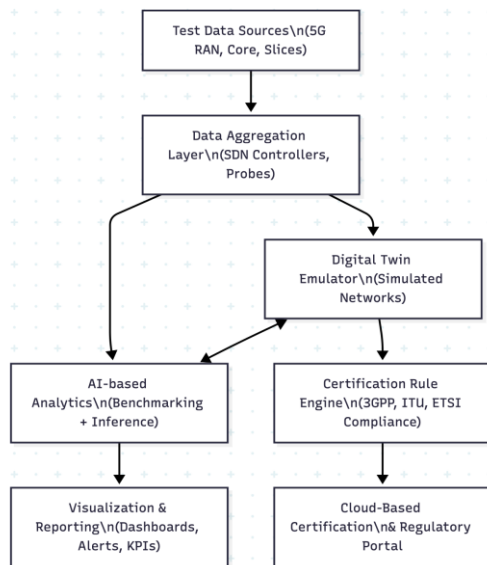 Test Data Sources\n(5G
RAN, Core, Slices)
Data Aggregation
Layer\n(SDN Controllers,
Probes)
Digital Twin
Emulator\n(Simulated
Networks)
AI-based
Analytics\n(Benchmarking
+ Inference)
Certification Rule
Engine\n(3GPP, ITU, ETSI
Compliance)
Visualization &
Reporting\n(Dashboards,
Alerts, KPIs)
Cloud-Based
Certification\n& Regulatory
Portal